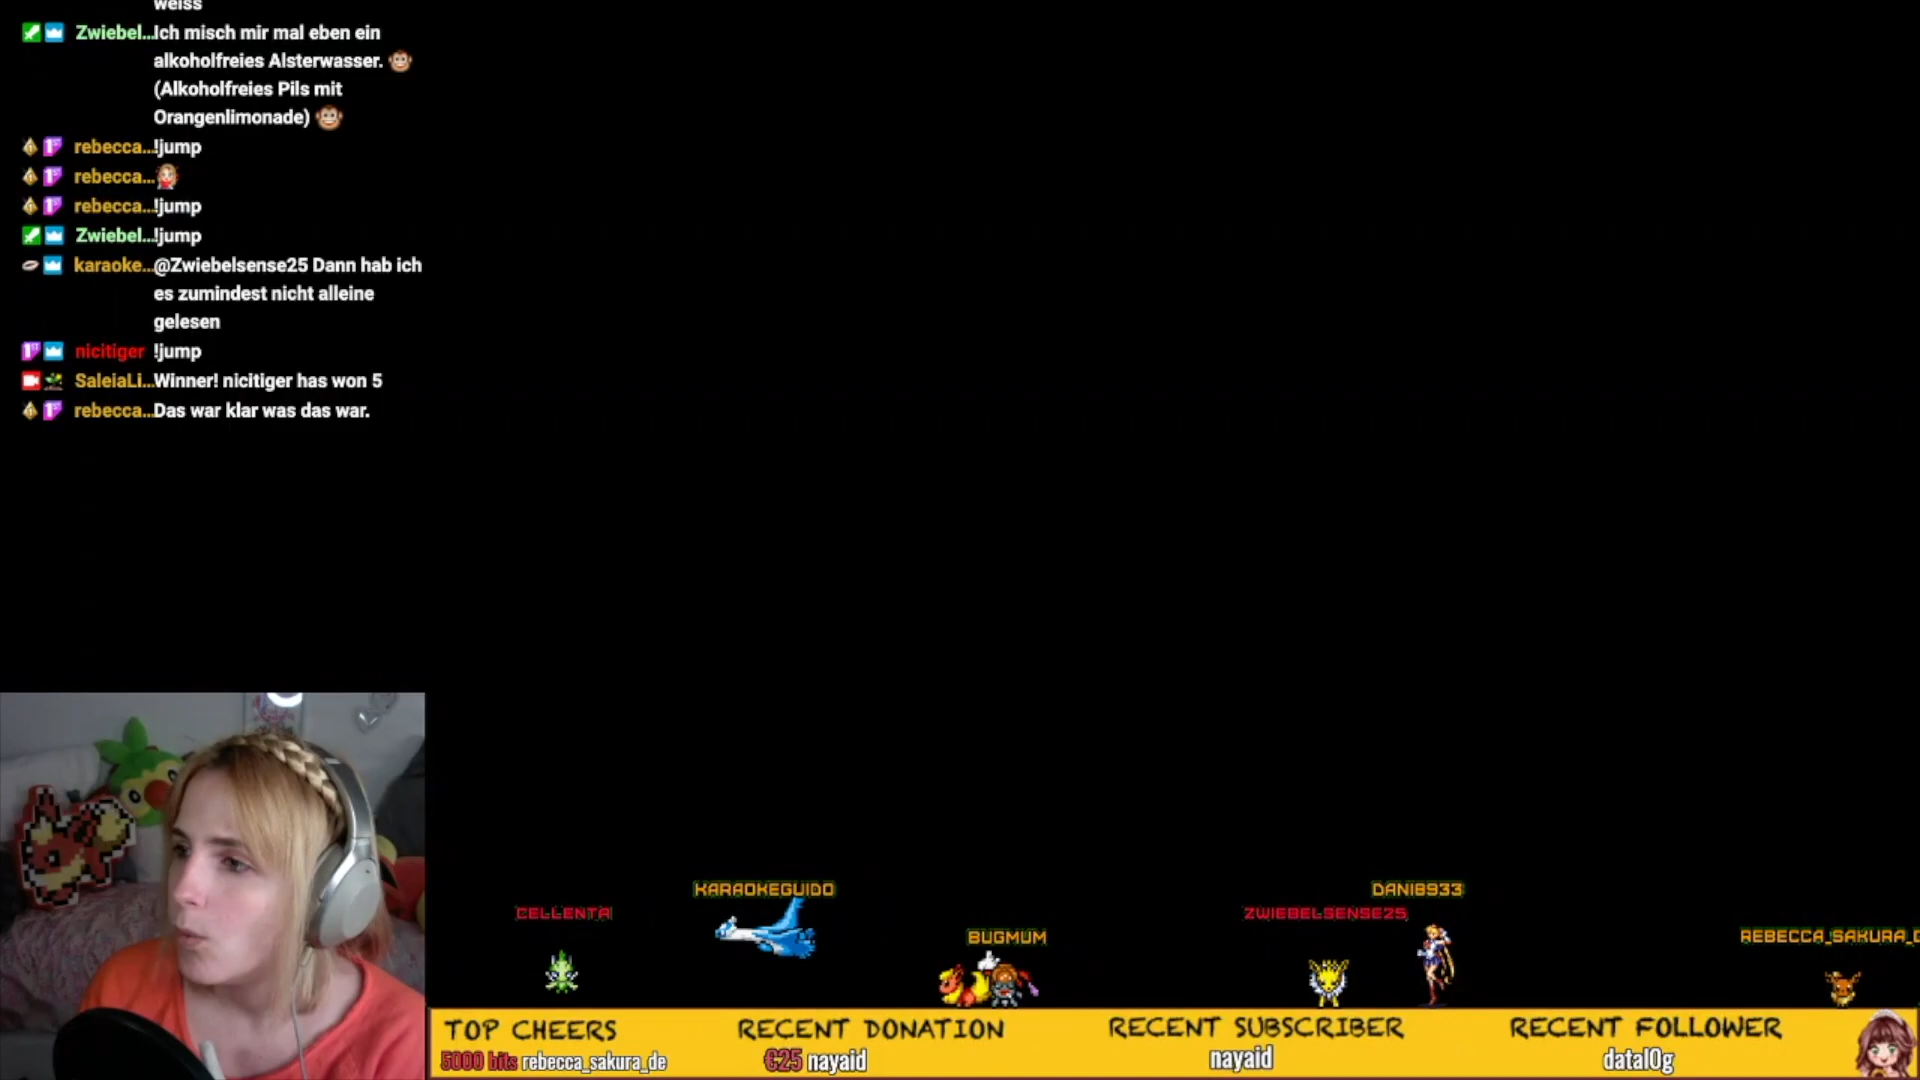 weiss
Zwiebel...Ich misch mir mal eben ein
alkoholfreies Alsterwasser.
(Alkoholfreies Pils mit
Orangenlimonade)
rebecca...!jump
rebecca...
rebecca...!jump
Zwiebel...!jump
karaoke...@Zwiebelsense25 Dann hab ich
es zumindest nicht alleine
gelesen
nicitiger !jump
SaleiaLi...Winner! nicitiger has won 5
rebecca...Das war klar was das war.
CELLENTA
KARAOKEGUIDO
BUGMUM
ZWIEBELSENSE25
DANI8933
REBECCA_SAKURA_D
TOP CHEERS
5000 bits rebecca_sakura_de
RECENT DONATION
€25 nayaid
RECENT SUBSCRIBER
nayaid
RECENT FOLLOWER
datal0g